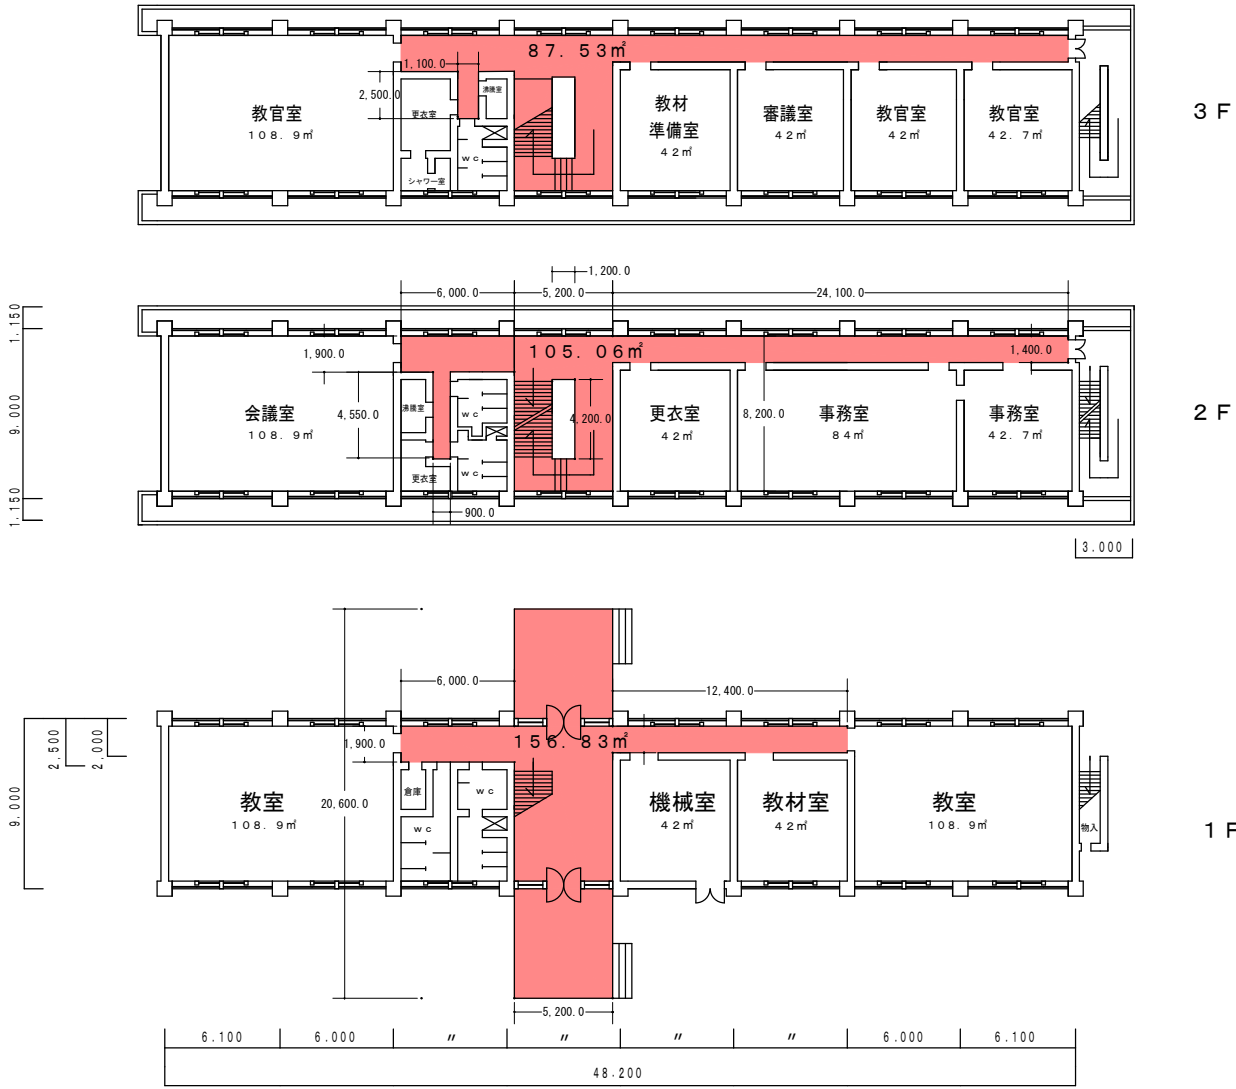 87.53㎡
1,100.0
2,500.0
沸騰室
更衣室
教官室
108.9㎡
WC
シャワー室
教材
準備室
42㎡
審議室
42㎡
教官室
42㎡
教官室
42.7㎡
3F
1,200.0
6,000.0
5,200.0
24,100.0
1,150
9,000
1,150
105.06㎡
1,900.0
1,400.0
4,550.0
沸騰室
WC
4,200.0
8,200.0
会議室
108.9㎡
更衣室
42㎡
事務室
84㎡
事務室
42.7㎡
2F
更衣室
WC
900.0
3.000
6,000.0
12,400.0
2,500
2,000
9,000
1,900.0
156.83㎡
20,600.0
倉庫
WC
WC
教室
108.9㎡
機械室
42㎡
教材室
42㎡
教室
108.9㎡
物入
1F
5,200.0
6.100
6.000
〃
〃
〃
〃
6.000
6.100
48.200